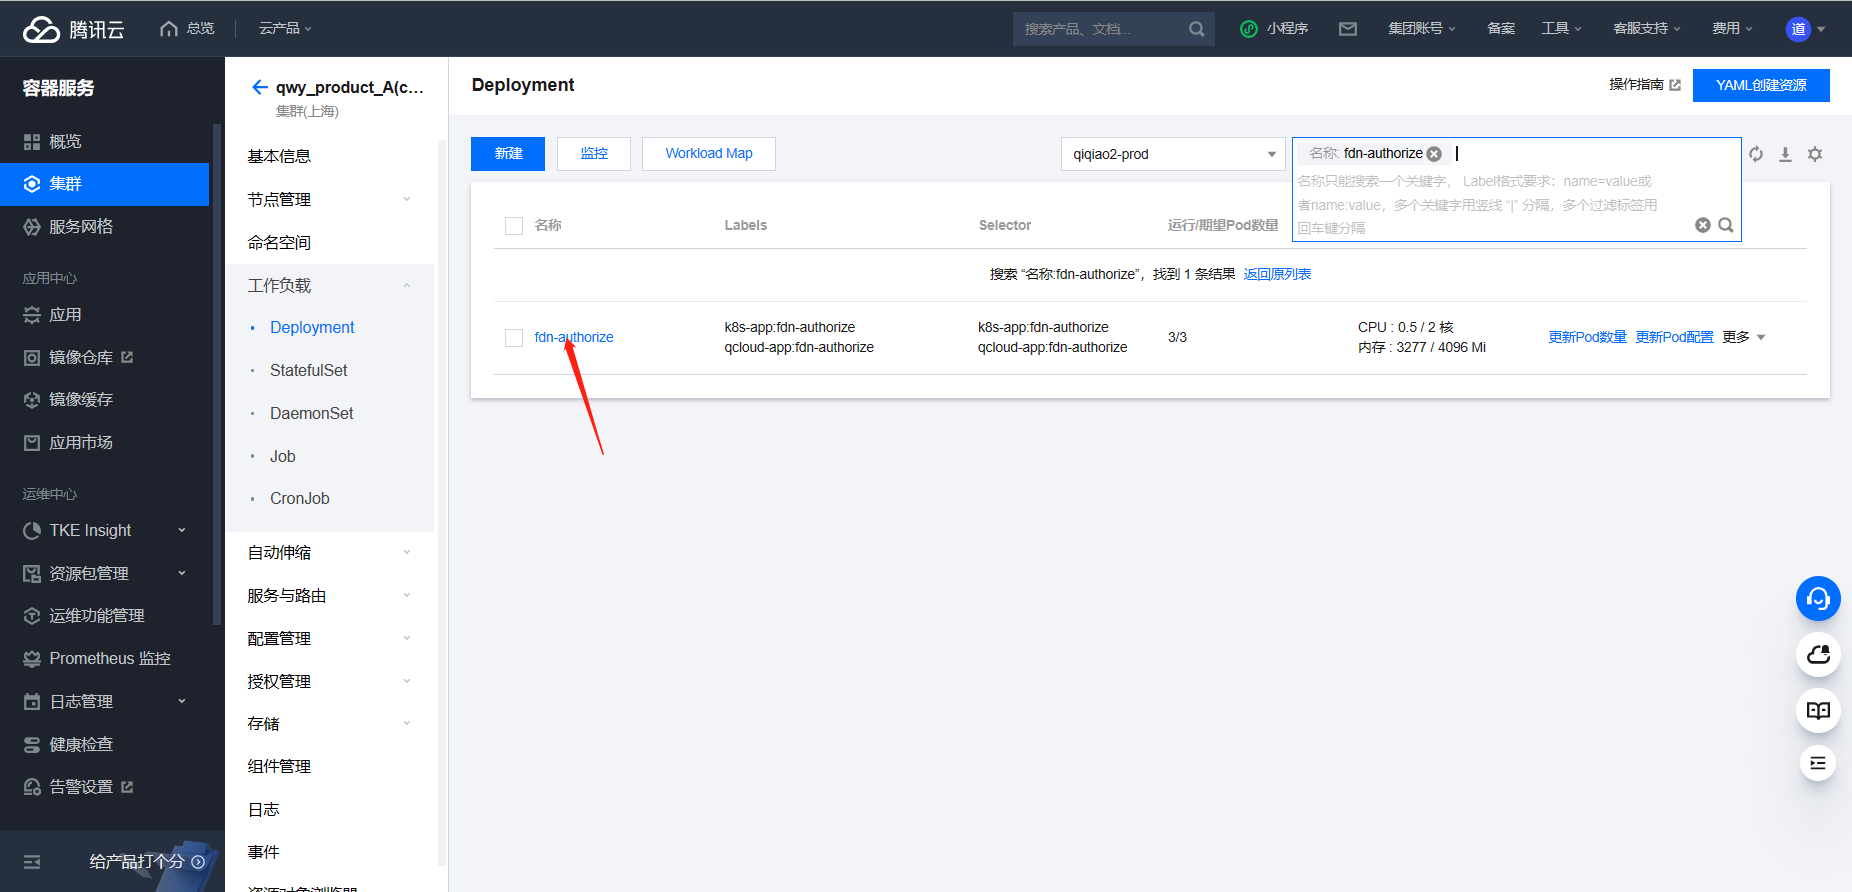 腾讯云
总览
云产品
搜索产品、文档...
小程序
集团账号
备案
工具
客服支持
费用
道
容器服务
概览
集群
服务网格
应用中心
应用
镜像仓库
镜像缓存
应用市场
运维中心
TKE Insight
资源包管理
运维功能管理
Prometheus 监控
日志管理
健康检查
告警设置
给产品打个分
qwy_product_A(c...
集群(上海)
基本信息
节点管理
命名空间
工作负载
Deployment
StatefulSet
DaemonSet
Job
CronJob
自动伸缩
服务与路由
配置管理
授权管理
存储
组件管理
日志
事件
资源对象浏览器
Deployment
操作指南
YAML创建资源
新建
监控
Workload Map
qiqiao2-prod
名称: fdn-authorize
名称只能搜索一个关键字， Label格式要求：name=value或
者name:value，多个关键字用竖线 “|” 分隔，多个过滤标签用
回车键分隔
名称
Labels
Selector
运行/期望Pod数量
搜索 “名称:fdn-authorize”，找到 1 条结果 返回原列表
fdn-authorize
k8s-app:fdn-authorize
qcloud-app:fdn-authorize
k8s-app:fdn-authorize
qcloud-app:fdn-authorize
3/3
CPU : 0.5 / 2 核
内存 : 3277 / 4096 Mi
更新Pod数量 更新Pod配置 更多